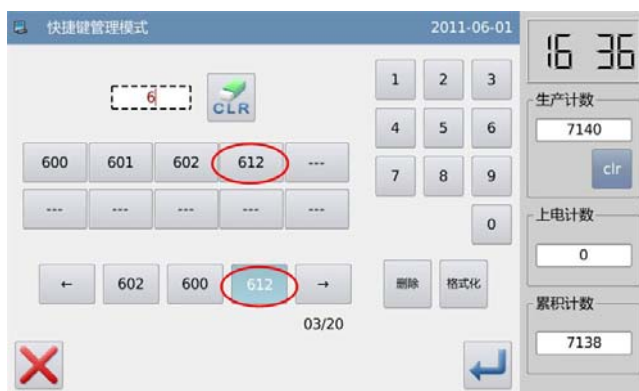 快捷键管理模式 2011-06-01
16 36
6
CLR
1 2 3
4 5 6
7 8 9
0
600 601 602 612 ---
--- --- --- --- ---
← 602 600 612 →
03/20
删除 格式化
生产计数
7140
clr
上电计数
0
累积计数
7138